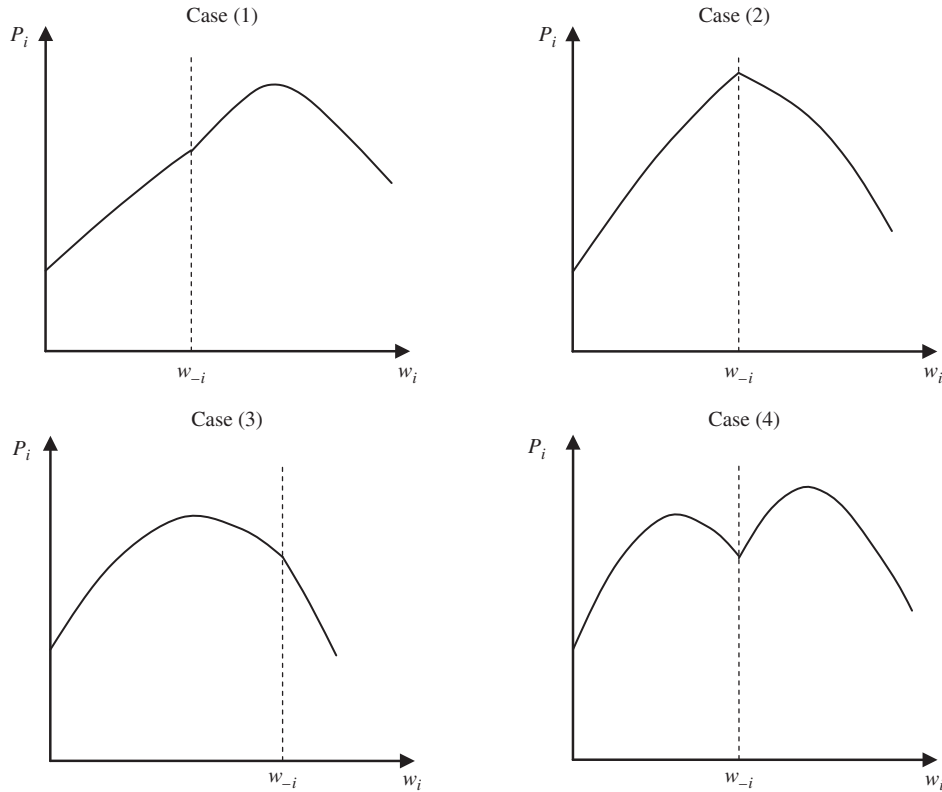 Case (1)
P_i
w_{-i}
w_i
Case (2)
P_i
w_{-i}
w_i
Case (3)
P_i
w_{-i}
w_i
Case (4)
P_i
w_{-i}
w_i